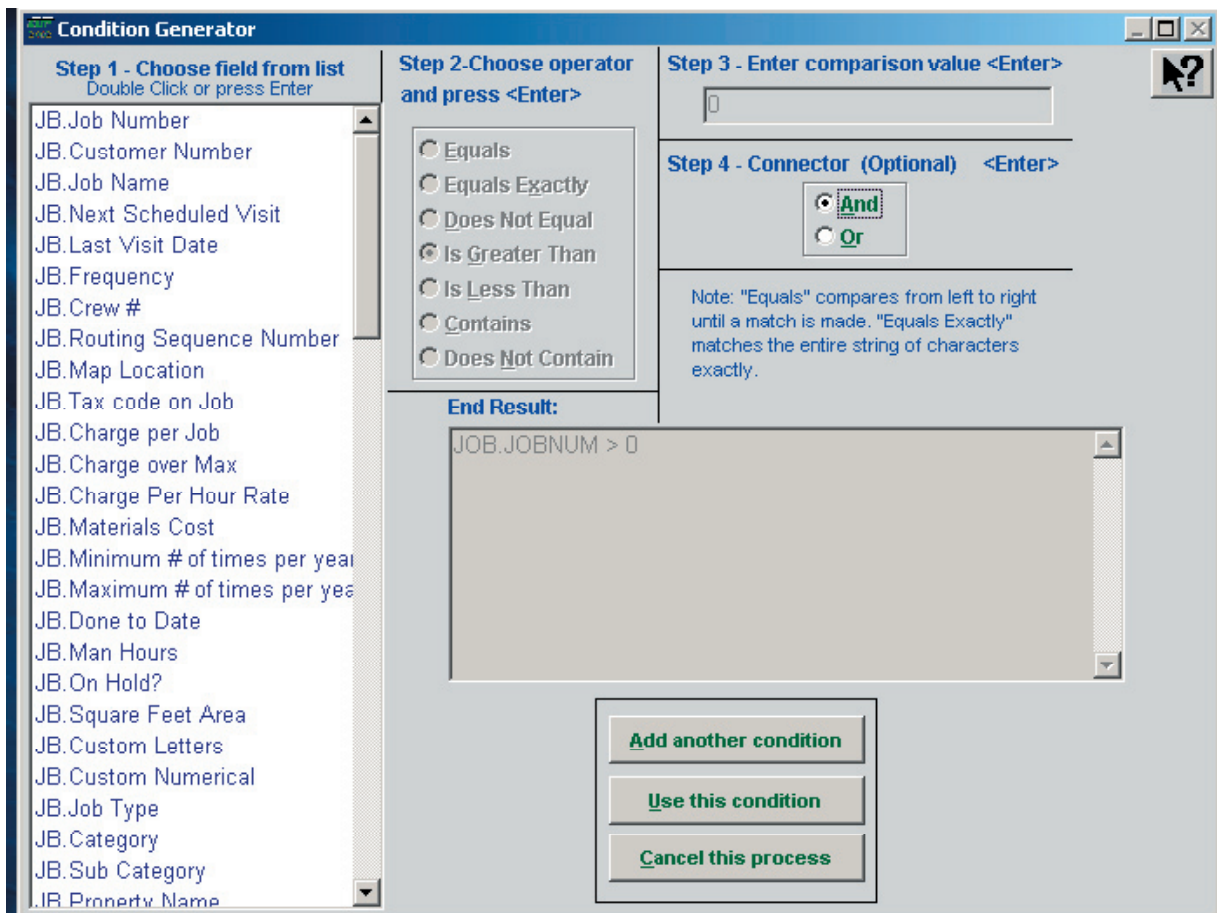 Condition Generator
Step 1 - Choose field from list
Double Click or press Enter
JB.Job Number
JB.Customer Number
JB.Job Name
JB.Next Scheduled Visit
JB.Last Visit Date
JB.Frequency
JB.Crew #
JB.Routing Sequence Number
JB.Map Location
JB.Tax code on Job
JB.Charge per Job
JB.Charge over Max
JB.Charge Per Hour Rate
JB.Materials Cost
JB.Minimum # of times per year
JB.Maximum # of times per yea
JB.Done to Date
JB.Man Hours
JB.On Hold?
JB.Square Feet Area
JB.Custom Letters
JB.Custom Numerical
JB.Job Type
JB.Category
JB.Sub Category
JB.Property Name
Step 2-Choose operator
and press <Enter>
Equals
Equals Exactly
Does Not Equal
Is Greater Than
Is Less Than
Contains
Does Not Contain
Step 3 - Enter comparison value <Enter>
0
Step 4 - Connector (Optional) <Enter>
And
Or
Note: "Equals" compares from left to right
until a match is made. "Equals Exactly"
matches the entire string of characters
exactly.
End Result:
JOB.JOBNUM > 0
Add another condition
Use this condition
Cancel this process
?